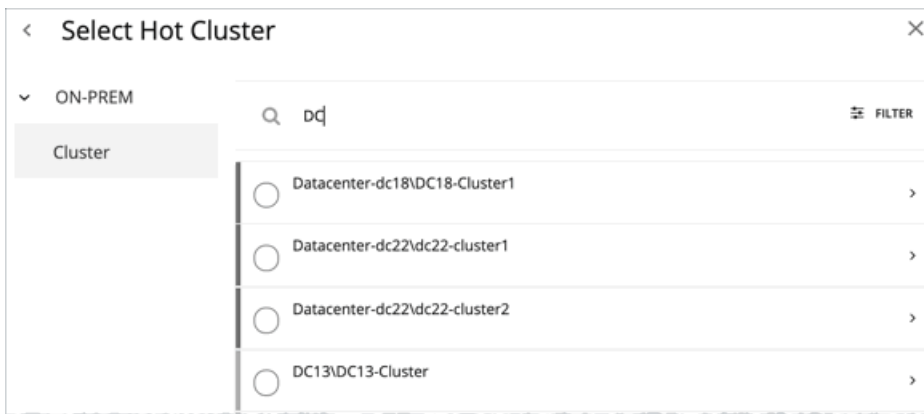 Select Hot Cluster
ON-PREM
Cluster
DC
FILTER
Datacenter-dc18\DC18-Cluster1
Datacenter-dc22\dc22-cluster1
Datacenter-dc22\dc22-cluster2
DC13\DC13-Cluster